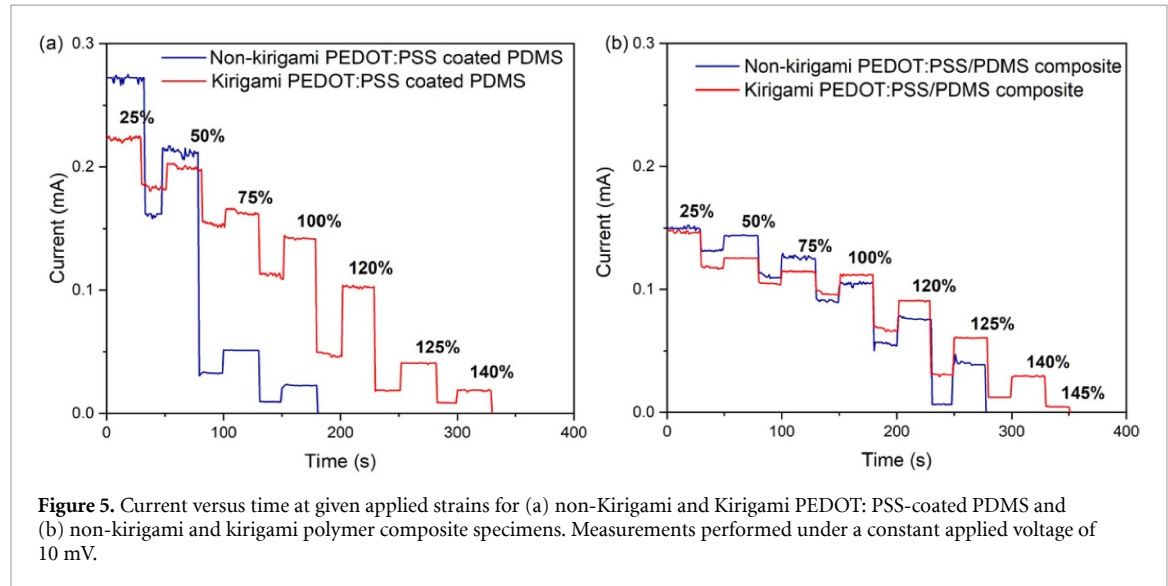 (a)
Non-kirigami PEDOT:PSS coated PDMS
Kirigami PEDOT:PSS coated PDMS
0.3
0.2
0.1
0.0
Current (mA)
25%
50%
75%
100%
120%
125%
140%
0
100
200
300
400
Time (s)
(b)
Non-kirigami PEDOT:PSS/PDMS composite
Kirigami PEDOT:PSS/PDMS composite
0.3
0.2
0.1
0.0
Current (mA)
25%
50%
75%
100%
120%
125%
140%
145%
0
100
200
300
400
Time (s)
Figure 5. Current versus time at given applied strains for (a) non-Kirigami and Kirigami PEDOT: PSS-coated PDMS and
(b) non-kirigami and kirigami polymer composite specimens. Measurements performed under a constant applied voltage of
10 mV.